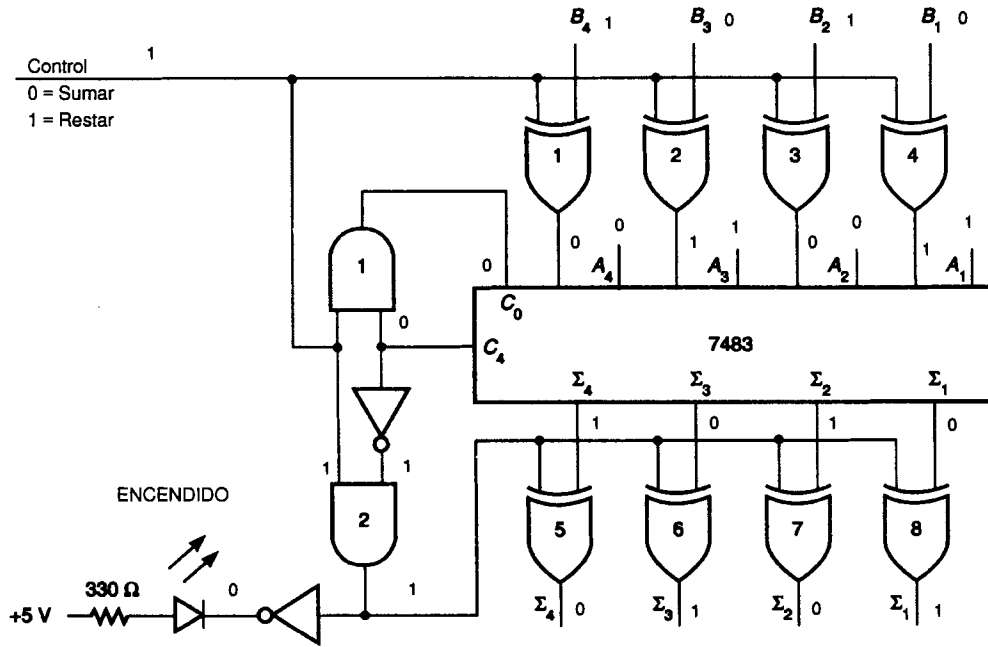 B4 1 B3 0 B2 1 B1 0
1
Control
0 = Sumar
1 = Restar
1 2 3 4
0 1 0 1
0 1 0 1
A4 A3 A2 A1
1
0
C0
0
C4
7483
Σ4 Σ3 Σ2 Σ1
1 0 1 0
1 1
ENCENDIDO
2
5 6 7 8
330 Ω
0
1
+5 V
Σ4 0 Σ3 1 Σ2 0 Σ1 1